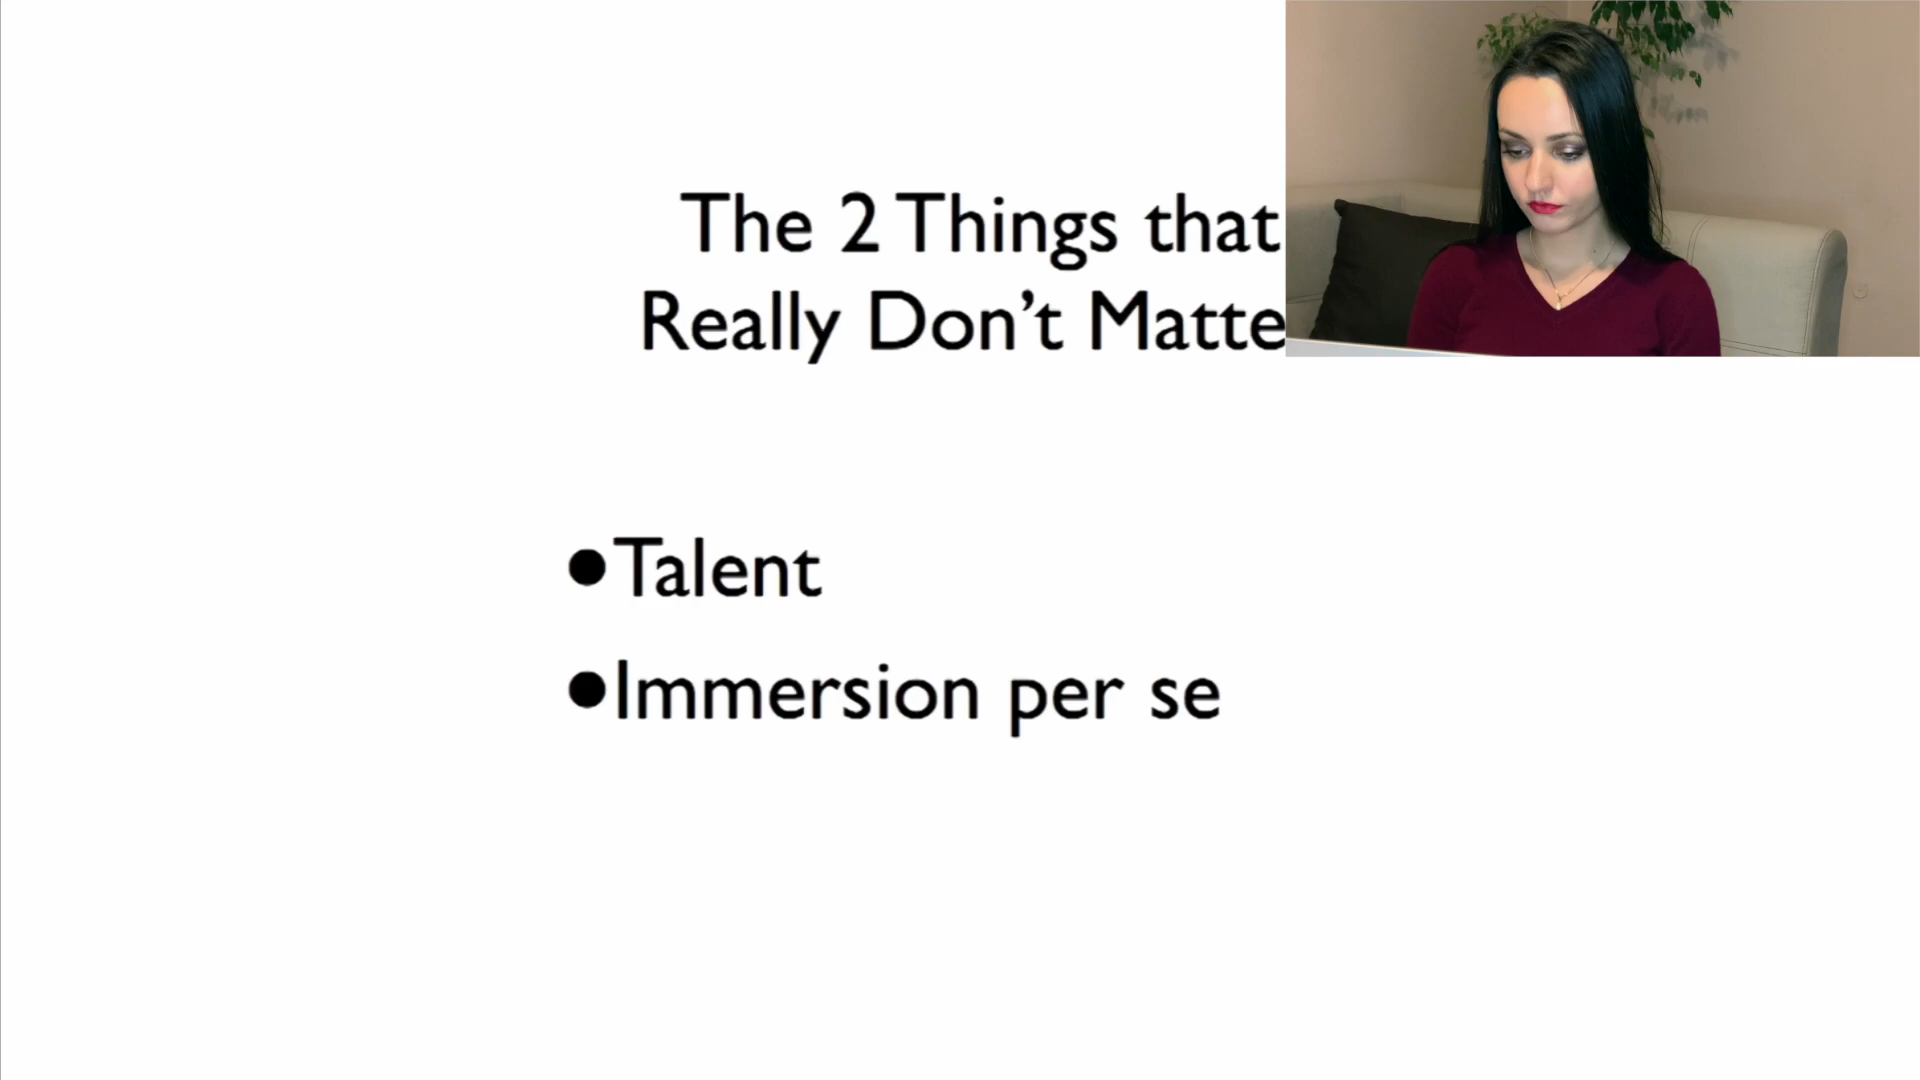 The 2 Things that
Really Don't Matte
•Talent
•Immersion per se